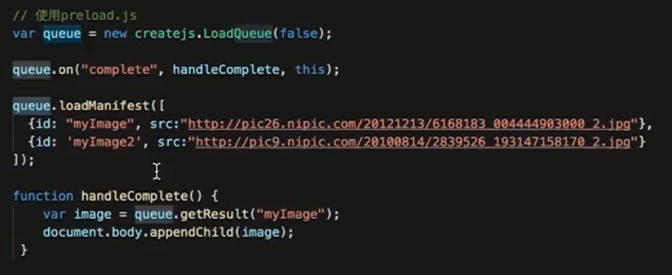 // 使用preload.js
var queue = new createjs.LoadQueue(false);
queue.on("complete", handleComplete, this);
queue.loadManifest([
{id: "myImage", src:"http://pic26.nipic.com/20121213/6168183_004444903000_2.jpg"},
{id: 'myImage2', src:"http://pic9.nipic.com/20100814/2839526_193147158170_2.jpg"}
]);
function handleComplete() {
var image = queue.getResult("myImage");
document.body.appendChild(image);
}